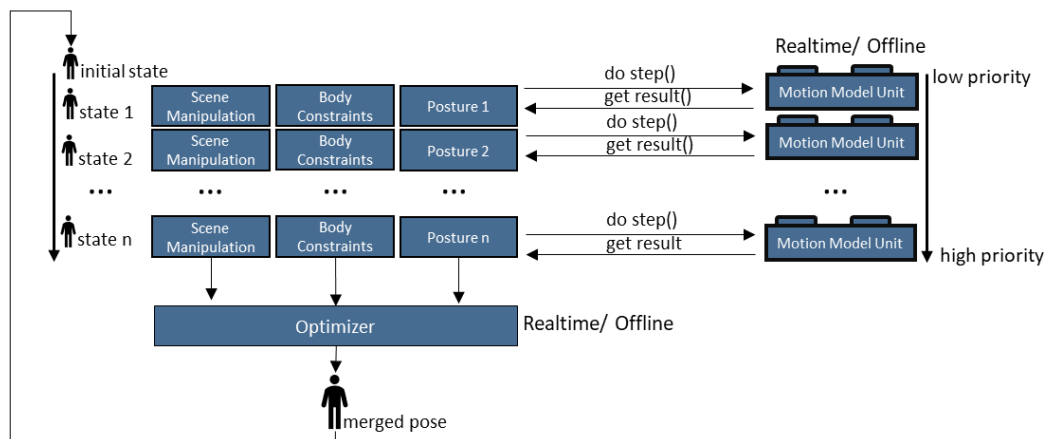 Realtime/ Offline
initial state
do step()
low priority
state 1
Scene
Manipulation
Body
Constraints
Posture 1
get result()
Motion Model Unit
do step()
state 2
Scene
Manipulation
Body
Constraints
Posture 2
get result()
Motion Model Unit
...
...
...
...
...
state n
Scene
Manipulation
Body
Constraints
Posture n
do step()
get result
Motion Model Unit
high priority
Optimizer
Realtime/ Offline
merged pose